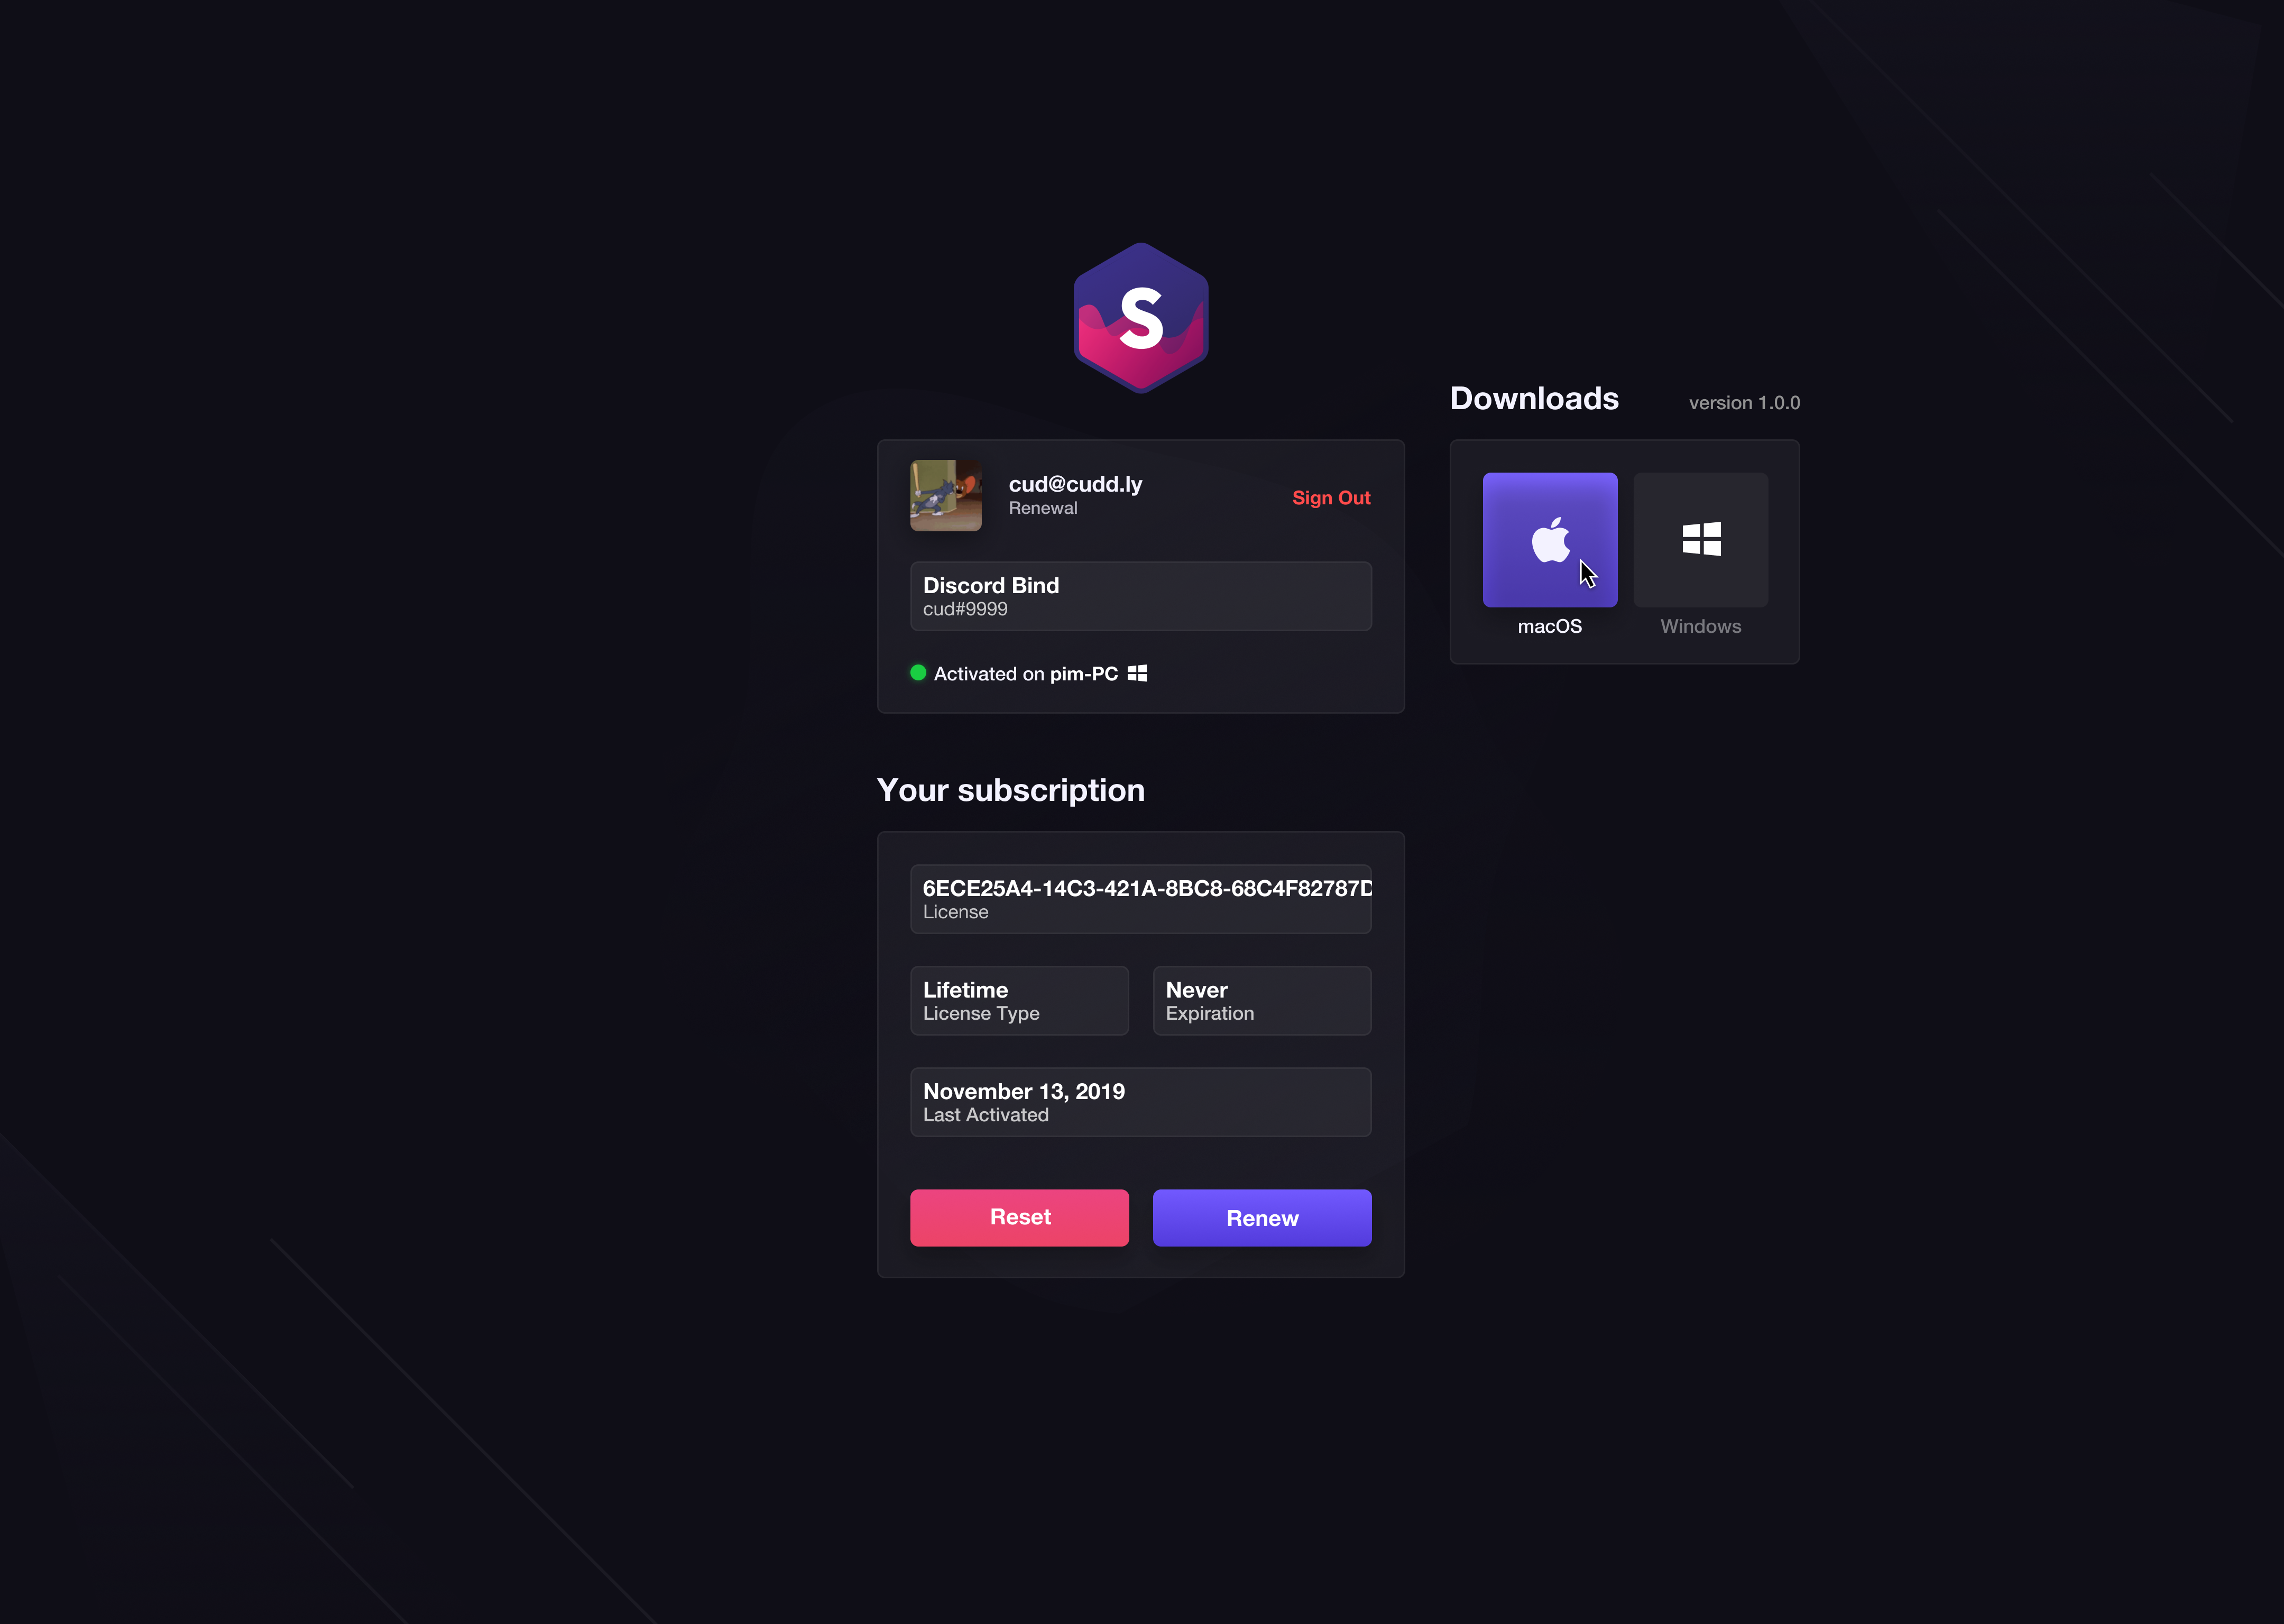 S
Downloads
version 1.0.0
cud@cudd.ly
Renewal
Sign Out
Discord Bind
cud#9999
Activated on pim-PC
macOS
Windows
Your subscription
6ECE25A4-14C3-421A-8BC8-68C4F82787D
License
Lifetime
License Type
Never
Expiration
November 13, 2019
Last Activated
Reset
Renew